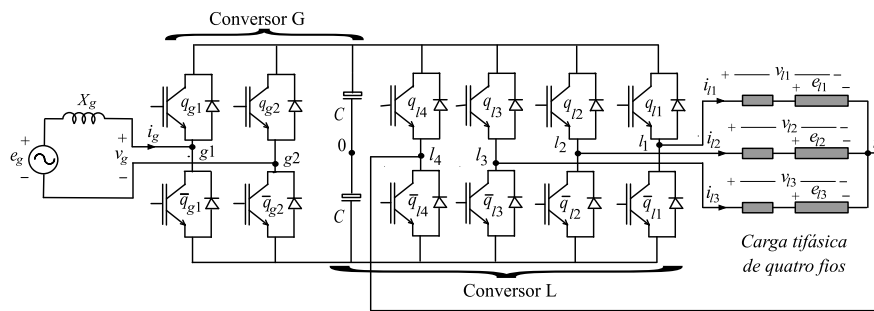 Conversor G
X_g
+
e_g
−
+
v_g
−
i_g
q_g1
q_g2
g1
g2
q̄_g1
q̄_g2
C
0
C
q_l4
q_l3
q_l2
q_l1
l_4
l_3
l_2
l_1
q̄_l4
q̄_l3
q̄_l2
q̄_l1
i_l1
+ v_l1 −
+ e_l1 −
i_l2
+ v_l2 −
+ e_l2 −
i_l3
+ v_l3 −
+ e_l3 −
Carga tifásica
de quatro fios
Conversor L